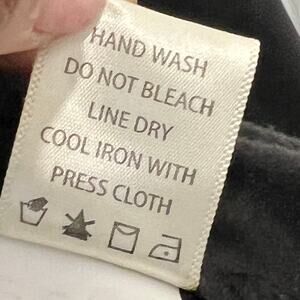 HAND WASH
DO NOT BLEACH
LINE DRY
COOL IRON WITH
PRESS CLOTH